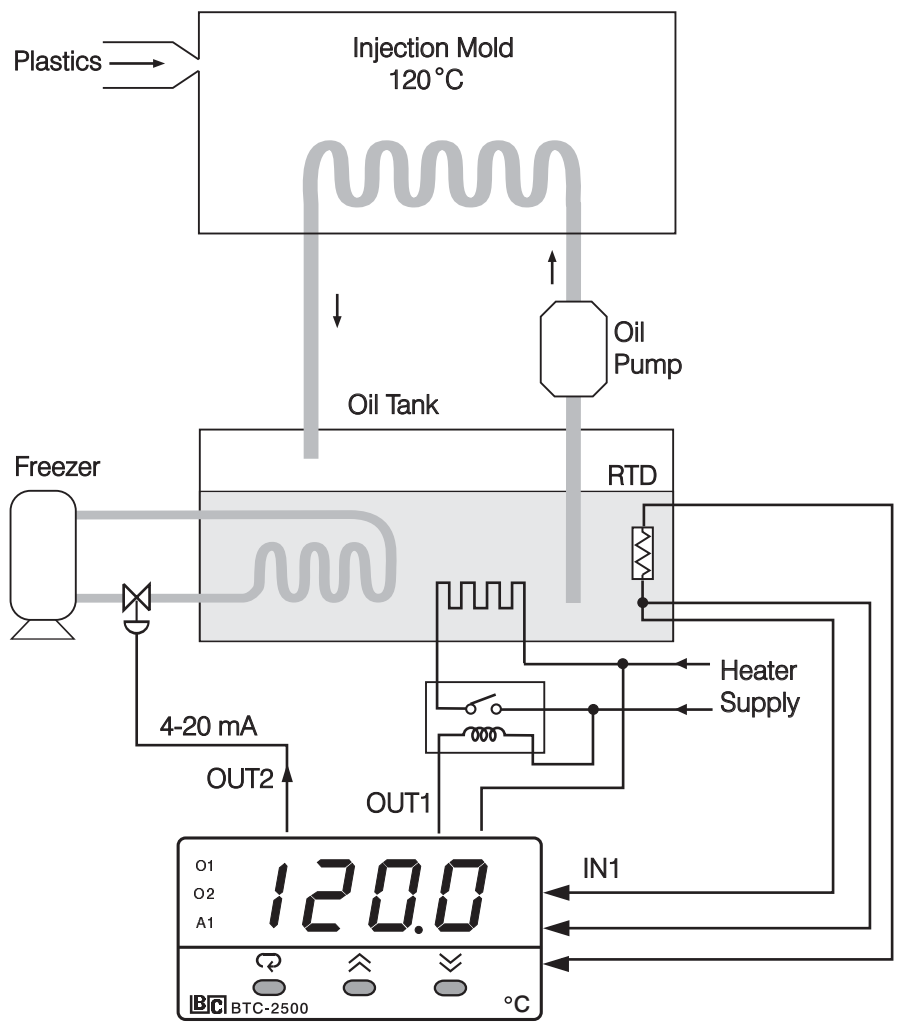 Injection Mold
120°C
Plastics
Oil
Pump
Oil Tank
Freezer
RTD
Heater
Supply
4-20 mA
OUT2
OUT1
IN1
O1
O2
A1
120.0
BC BTC-2500
°C